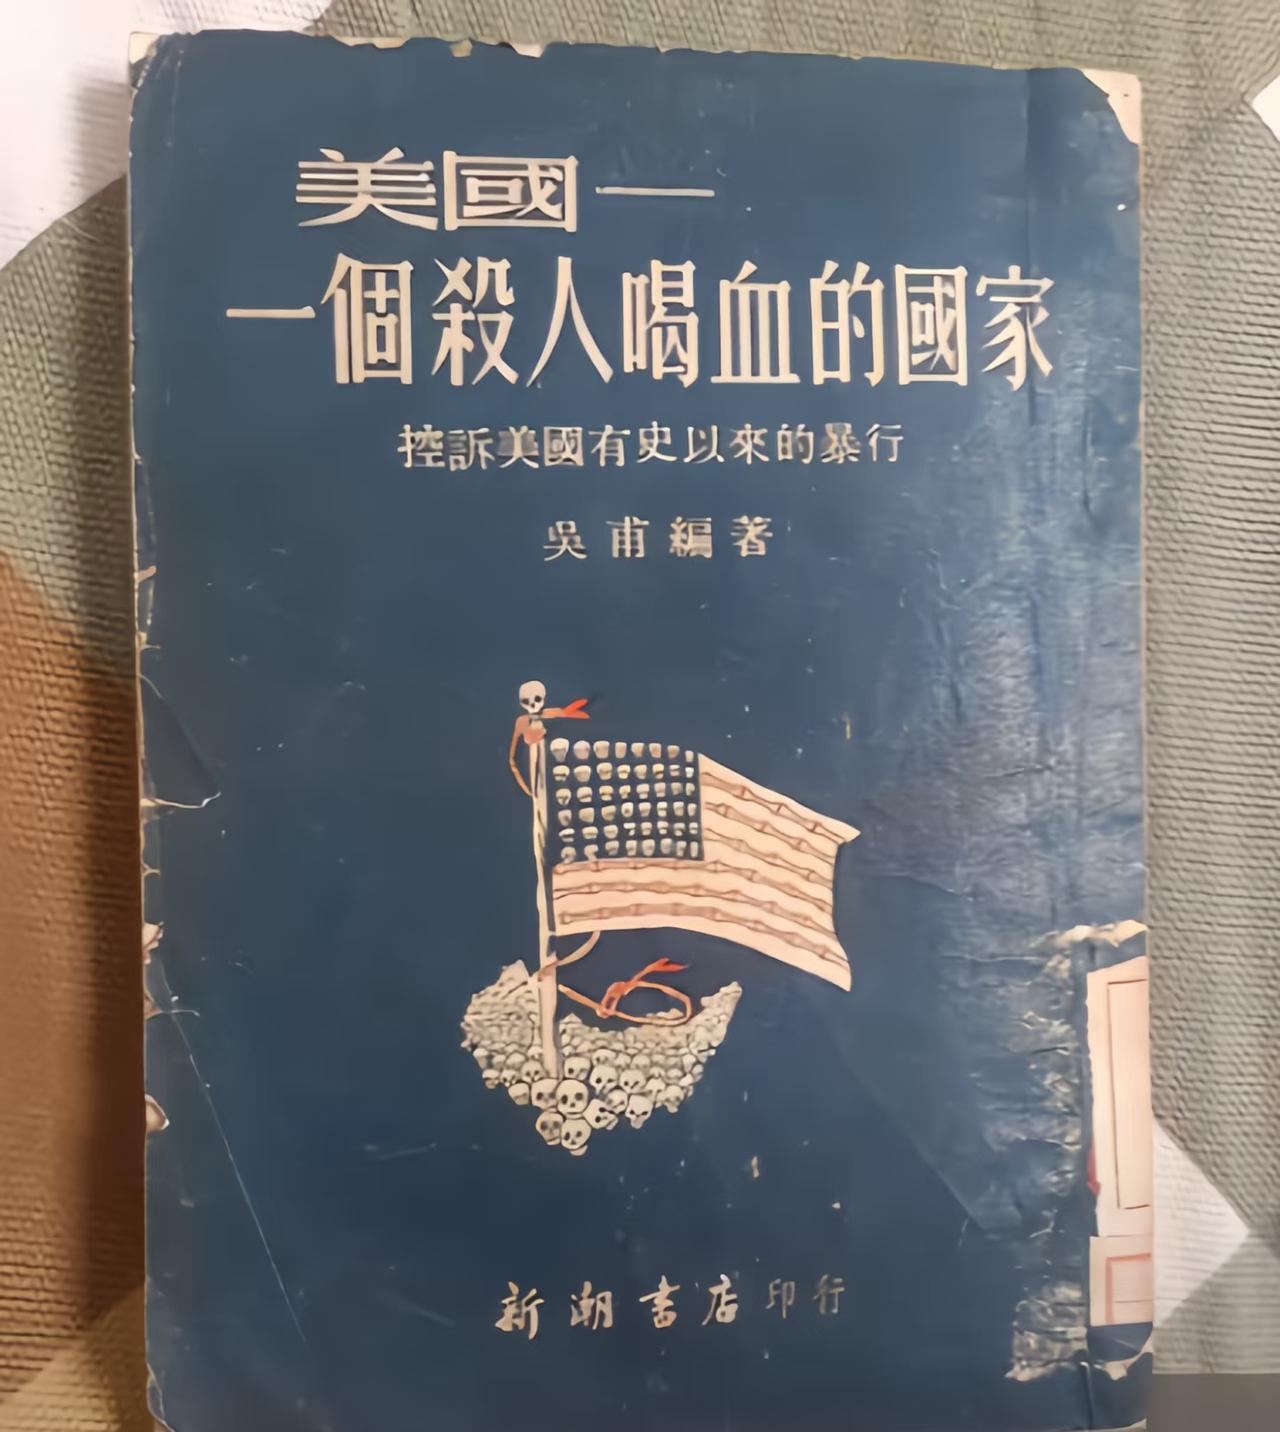 美國—
一個殺人喝血的國家
控訴美國有史以來的暴行
吳甫編著
新潮書店印行